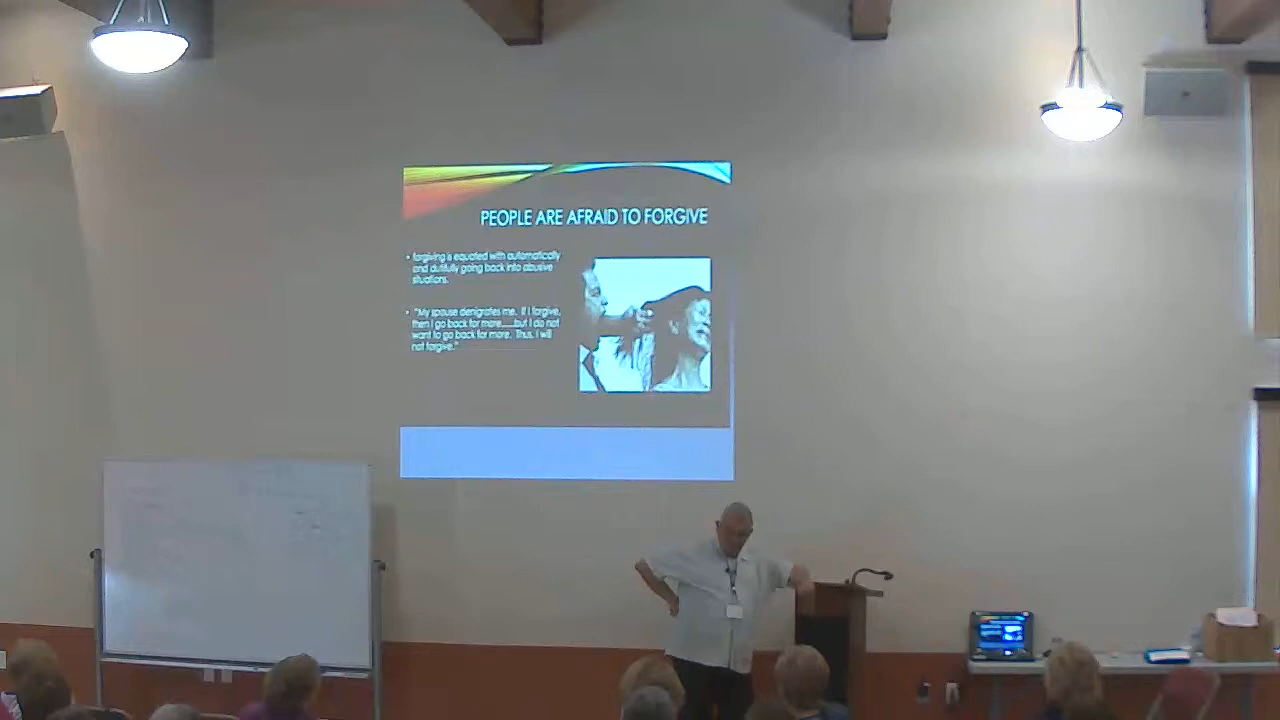 PEOPLE ARE AFRAID TO FORGIVE
• forgiving is equated with automatically
and dutifully going back into abusive
situations.
• "My spouse denigrates me. If I forgive,
then I go back for more.....but I do not
want to go back for more. Thus, I will
not forgive."